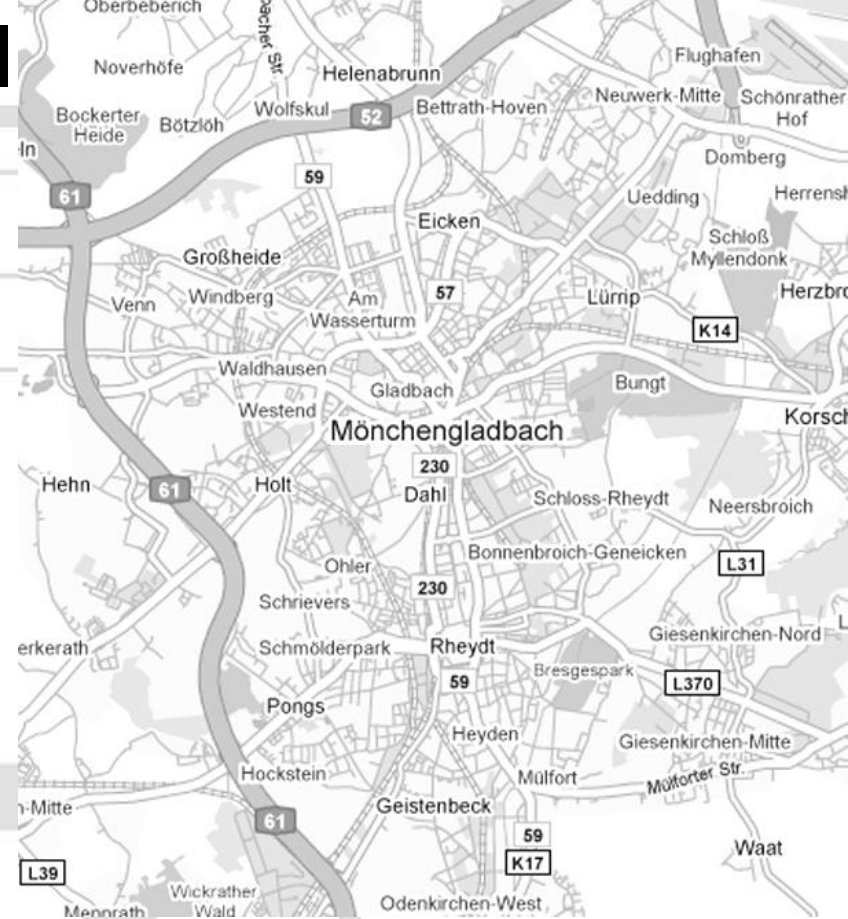 Oberbeberich
Noverhöfe
Helenabrunn
Flughafen
Bockerter
Heide
Bötzlöh
Wolfskul
52
Bettrath-Hoven
Neuwerk-Mitte
Schönrather
Hof
Domberg
61
59
Uedding
Eicken
Großheide
Schloß
Myllendonk
Venn
Windberg
Am
Wasserturm
57
Lürrip
K14
Waldhausen
Gladbach
Bungt
Westend
Mönchengladbach
230
Hehn
61
Holt
Dahl
Schloss-Rheydt
Neersbroich
Bonnenbroich-Geneicken
L31
Ohler
230
Schrievers
Schmölderpark
Rheydt
Giesenkirchen-Nord
Bresgespark
59
L370
Pongs
Heyden
Giesenkirchen-Mitte
Hockstein
Mülfort
Mülforter Str.
Geistenbeck
61
59
K17
Waat
L39
Wickrather
Wald
Odenkirchen-West